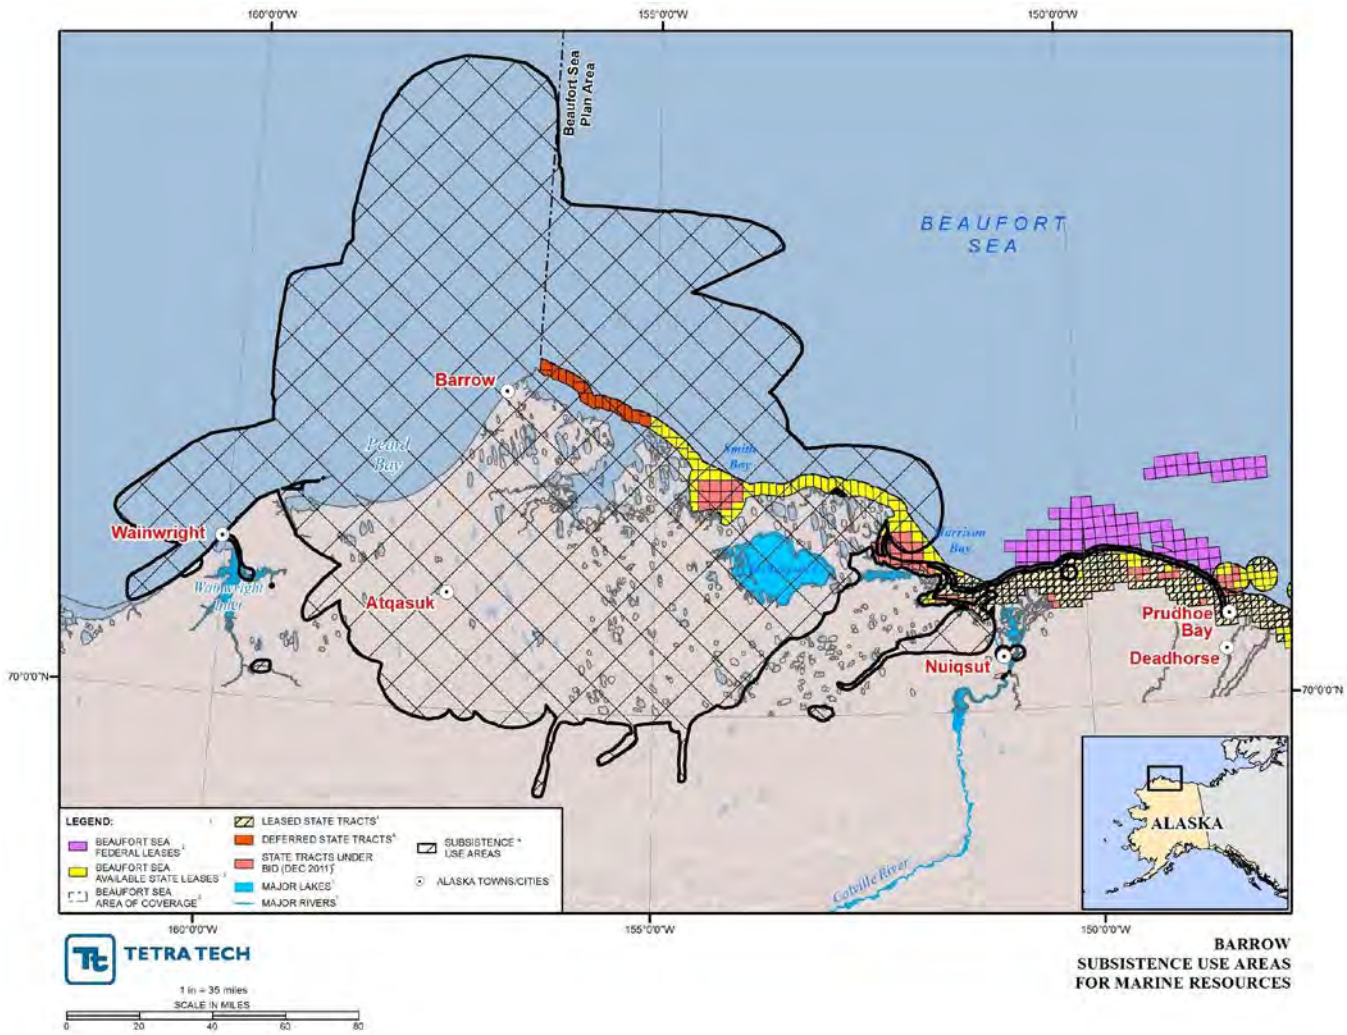 160°0'0"W
155°0'0"W
150°0'0"W
Beaufort Sea
Plan Area
BEAUFORT
SEA
Barrow
Peard
Bay
Smith
Bay
Wainwright
Harrison
Bay
Wainwright
Inlet
Atqasuk
Prudhoe
Bay
Nuiqsut
Deadhorse
70°0'0"N
70°0'0"N
ALASKA
Colville River
LEGEND:
BEAUFORT SEA
FEDERAL LEASES
BEAUFORT SEA
AVAILABLE STATE LEASES
BEAUFORT SEA
AREA OF COVERAGE
LEASED STATE TRACTS
DEFERRED STATE TRACTS
STATE TRACTS UNDER
BID (DEC 2011)
MAJOR LAKES
MAJOR RIVERS
SUBSISTENCE
USE AREAS
ALASKA TOWNS/CITIES
160°0'0"W
155°0'0"W
150°0'0"W
Tt
TETRA TECH
BARROW
SUBSISTENCE USE AREAS
FOR MARINE RESOURCES
1 in = 35 miles
SCALE IN MILES
0 20 40 60 80